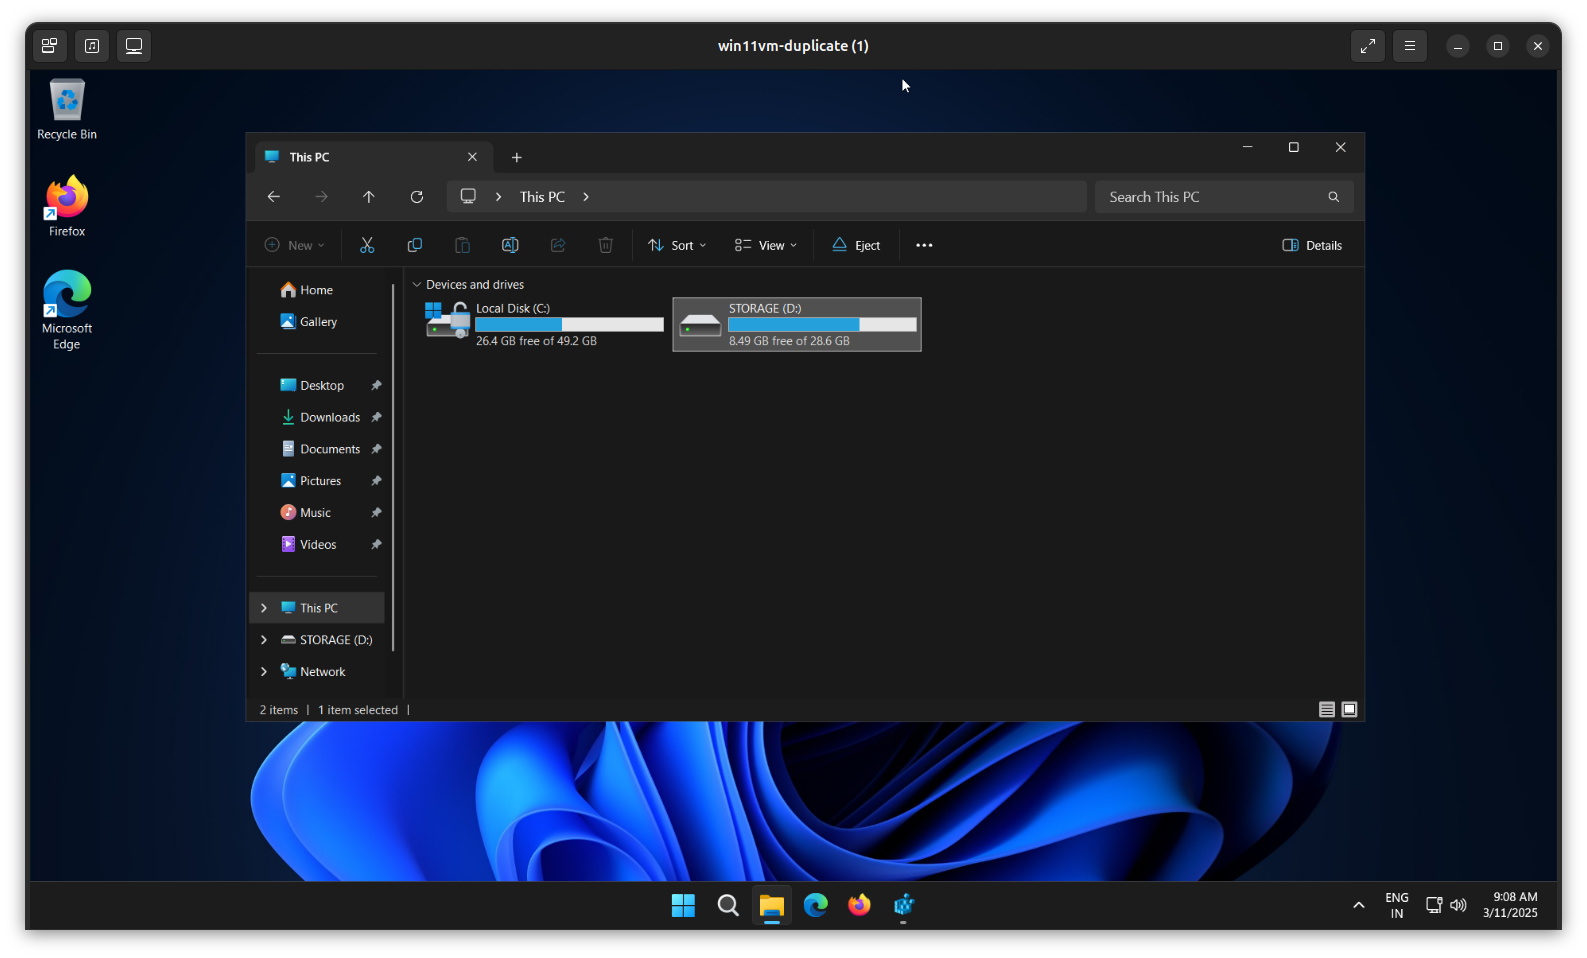 win11vm-duplicate (1)
Recycle Bin
Firefox
Microsoft
Edge
This PC
This PC
Search This PC
New
Sort
View
Eject
Details
Home
Gallery
Desktop
Downloads
Documents
Pictures
Music
Videos
This PC
STORAGE (D:)
Network
Devices and drives
Local Disk (C:)
26.4 GB free of 49.2 GB
STORAGE (D:)
8.49 GB free of 28.6 GB
2 items | 1 item selected |
ENG
IN
9:08 AM
3/11/2025